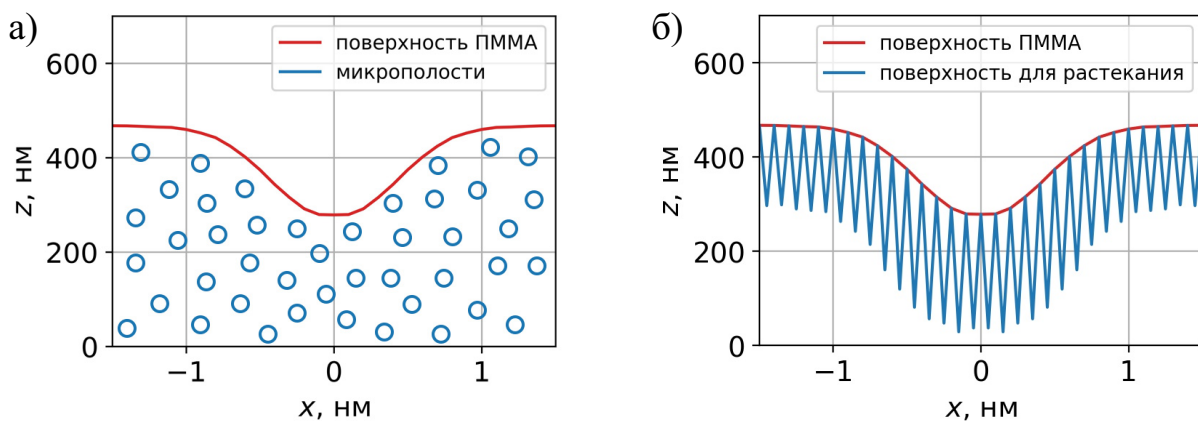 а)
поверхность ПММА
микрополости
600
400
200
0
z, нм
−1
0
1
x, нм
б)
поверхность ПММА
поверхность для растекания
600
400
200
0
z, нм
−1
0
1
x, нм